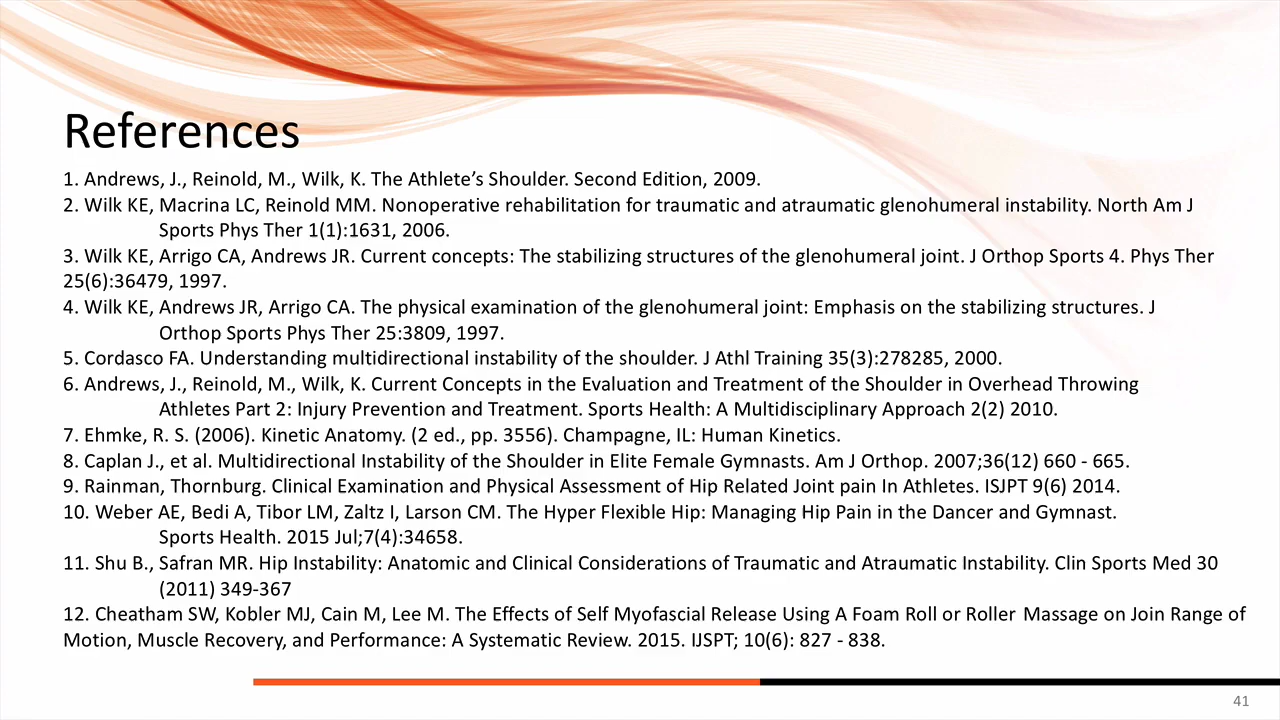 References
1. Andrews, J., Reinold, M., Wilk, K. The Athlete’s Shoulder. Second Edition, 2009.
2. Wilk KE, Macrina LC, Reinold MM. Nonoperative rehabilitation for traumatic and atraumatic glenohumeral instability. North Am J
Sports Phys Ther 1(1):1631, 2006.
3. Wilk KE, Arrigo CA, Andrews JR. Current concepts: The stabilizing structures of the glenohumeral joint. J Orthop Sports 4. Phys Ther
25(6):36479, 1997.
4. Wilk KE, Andrews JR, Arrigo CA. The physical examination of the glenohumeral joint: Emphasis on the stabilizing structures. J
Orthop Sports Phys Ther 25:3809, 1997.
5. Cordasco FA. Understanding multidirectional instability of the shoulder. J Athl Training 35(3):278285, 2000.
6. Andrews, J., Reinold, M., Wilk, K. Current Concepts in the Evaluation and Treatment of the Shoulder in Overhead Throwing
Athletes Part 2: Injury Prevention and Treatment. Sports Health: A Multidisciplinary Approach 2(2) 2010.
7. Ehmke, R. S. (2006). Kinetic Anatomy. (2 ed., pp. 3556). Champagne, IL: Human Kinetics.
8. Caplan J., et al. Multidirectional Instability of the Shoulder in Elite Female Gymnasts. Am J Orthop. 2007;36(12) 660 - 665.
9. Rainman, Thornburg. Clinical Examination and Physical Assessment of Hip Related Joint pain In Athletes. ISJPT 9(6) 2014.
10. Weber AE, Bedi A, Tibor LM, Zaltz I, Larson CM. The Hyper Flexible Hip: Managing Hip Pain in the Dancer and Gymnast.
Sports Health. 2015 Jul;7(4):34658.
11. Shu B., Safran MR. Hip Instability: Anatomic and Clinical Considerations of Traumatic and Atraumatic Instability. Clin Sports Med 30
(2011) 349-367
12. Cheatham SW, Kobler MJ, Cain M, Lee M. The Effects of Self Myofascial Release Using A Foam Roll or Roller Massage on Join Range of
Motion, Muscle Recovery, and Performance: A Systematic Review. 2015. IJSPT; 10(6): 827 - 838.
41